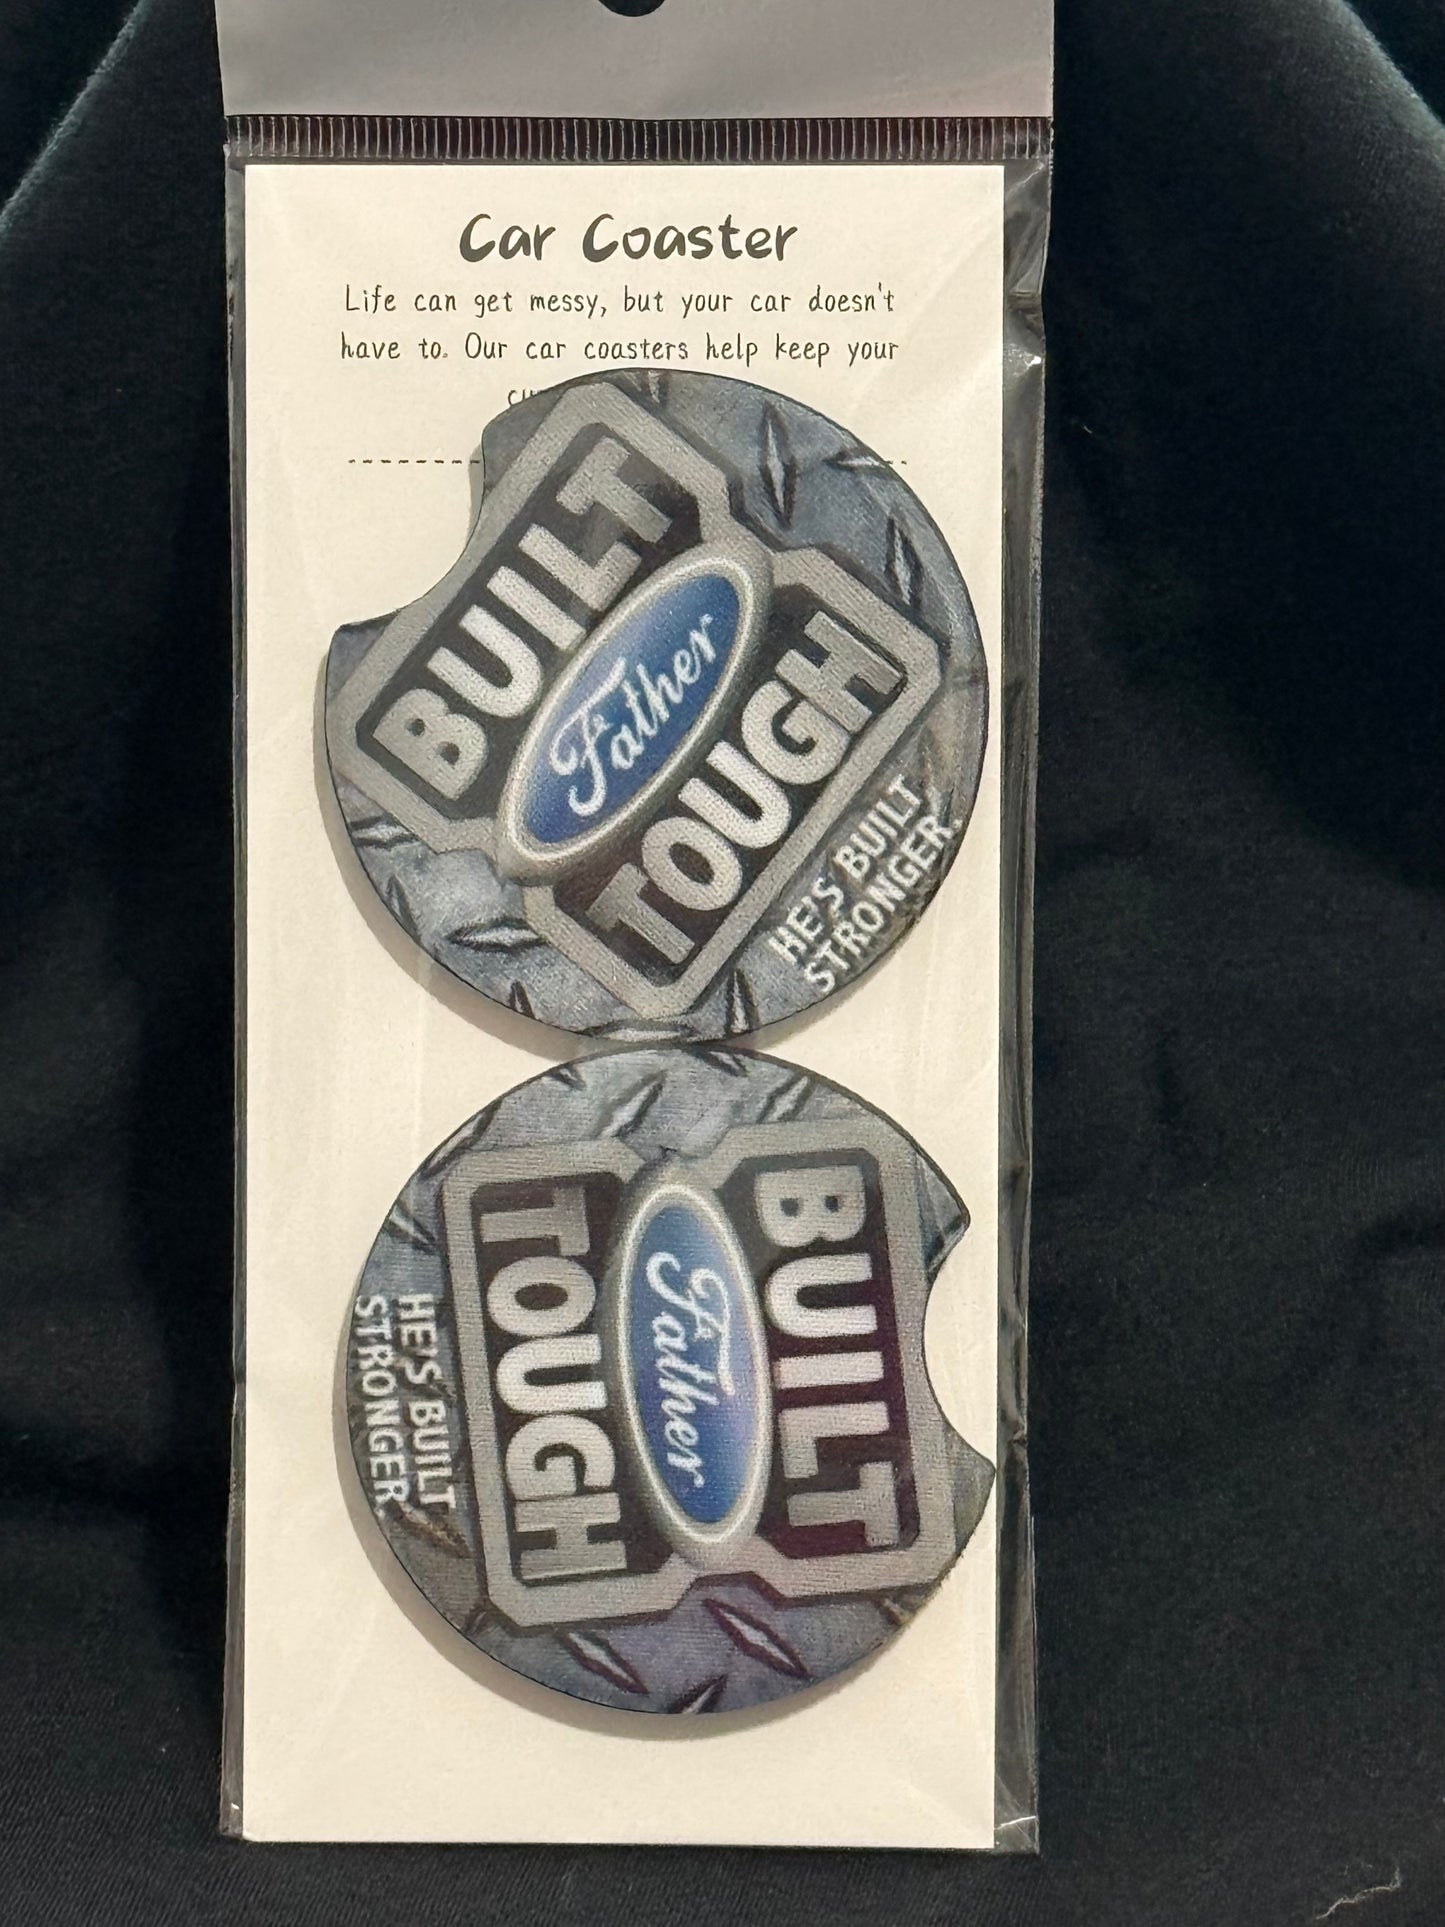 Car Coaster
Life can get messy, but your car doesn't
have to. Our car coasters help keep your
BUILT
Father
TOUGH
HE'S BUILT
STRONGER.
BUILT
Father
TOUGH
HE'S BUILT
STRONGER.